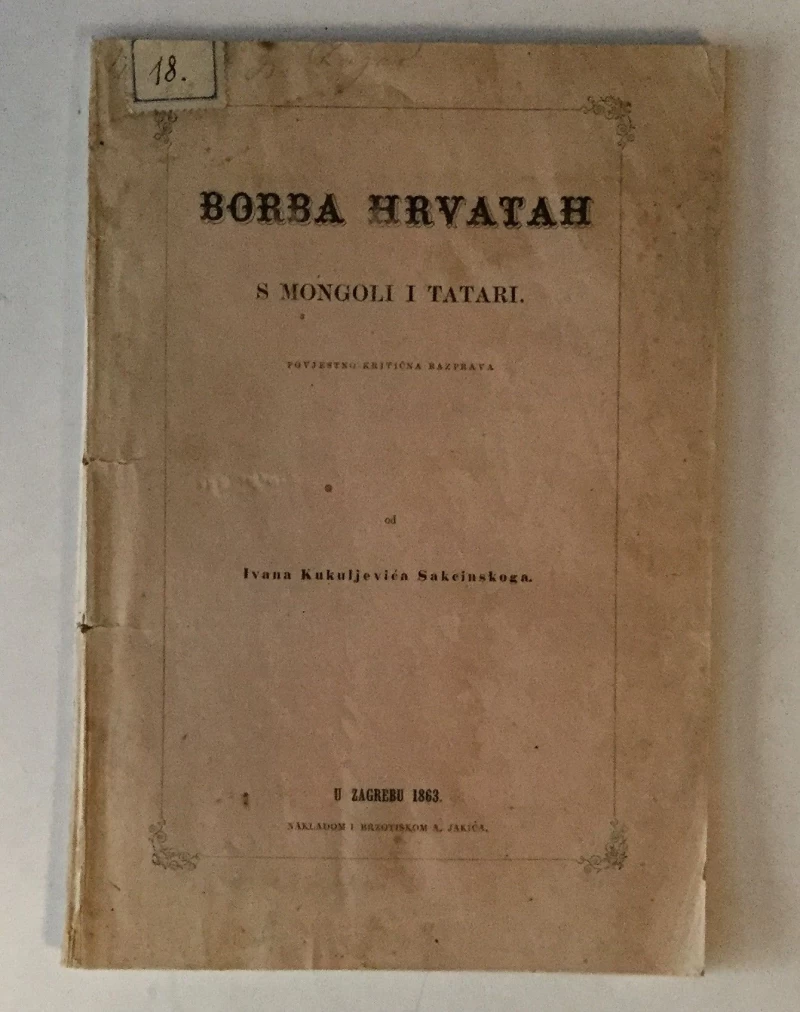 18.
BORBA HRVATAH
S MONGOLI I TATARI.
POVJESTNO KRITIČNA RAZPRAVA
od
Ivana Kukuljevića Sakcinskoga.
U ZAGREBU 1863.
NAKLADOM I BRZOTISKOM A. JAKIĆA.